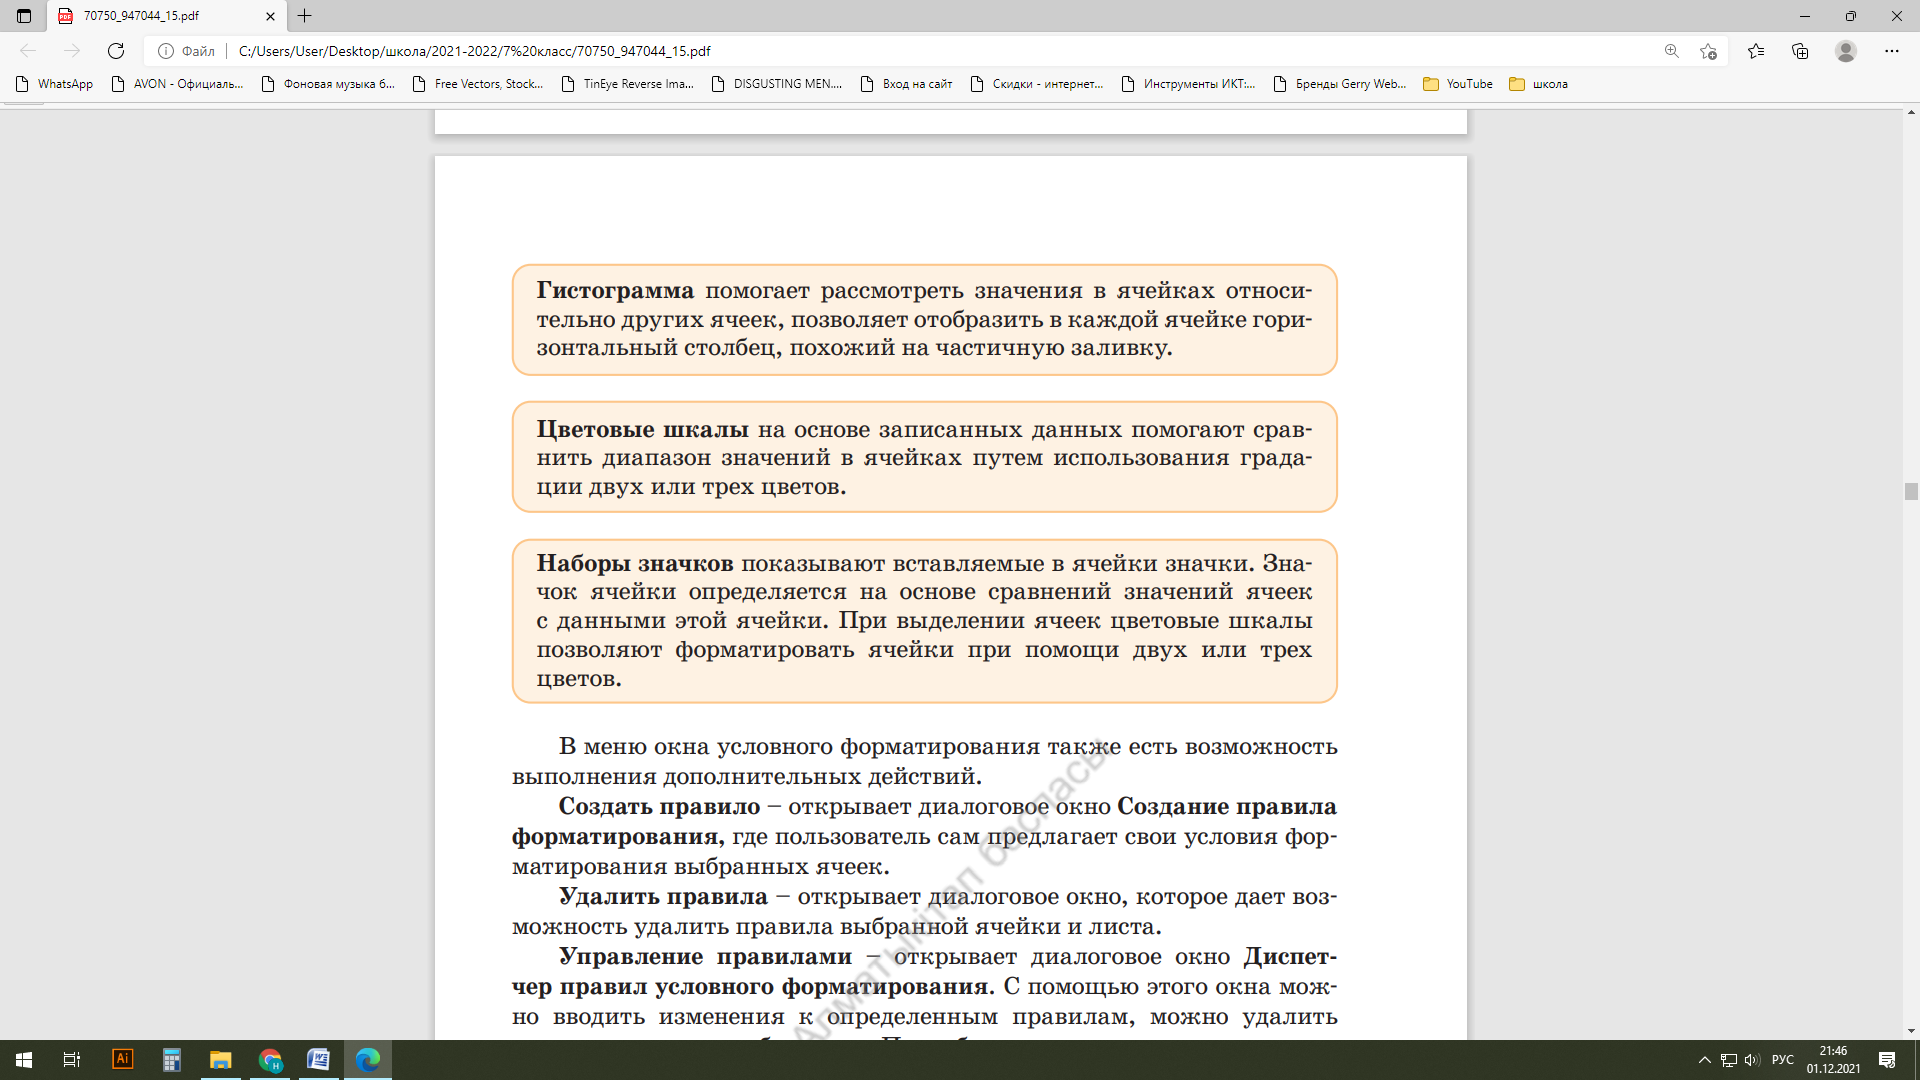 70750_947044_15.pdf
Файл
C:/Users/User/Desktop/школа/2021-2022/7%20класс/70750_947044_15.pdf
WhatsApp
AVON - Официаль...
Фоновая музыка б...
Free Vectors, Stock...
TinEye Reverse Ima...
DISGUSTING MEN....
Вход на сайт
Скидки - интернет...
Инструменты ИКТ:...
Бренды Gerry Web...
YouTube
школа
Гистограмма помогает рассмотреть значения в ячейках относи-
тельно других ячеек, позволяет отобразить в каждой ячейке гори-
зонтальный столбец, похожий на частичную заливку.
Цветовые шкалы на основе записанных данных помогают срав-
нить диапазон значений в ячейках путем использования града-
ции двух или трех цветов.
Наборы значков показывают вставляемые в ячейки значки. Зна-
чок ячейки определяется на основе сравнений значений ячеек
с данными этой ячейки. При выделении ячеек цветовые шкалы
позволяют форматировать ячейки при помощи двух или трех
цветов.
В меню окна условного форматирования также есть возможность
выполнения дополнительных действий.
Создать правило – открывает диалоговое окно Создание правила
форматирования, где пользователь сам предлагает свои условия фор-
матирования выбранных ячеек.
Удалить правила – открывает диалоговое окно, которое дает воз-
можность удалить правила выбранной ячейки и листа.
Управление правилами – открывает диалоговое окно Диспет-
чер правил условного форматирования. С помощью этого окна мож-
но вводить изменения к определенным правилам, можно удалить
Алматыкітап баспасы
РУС
21:46
01.12.2021